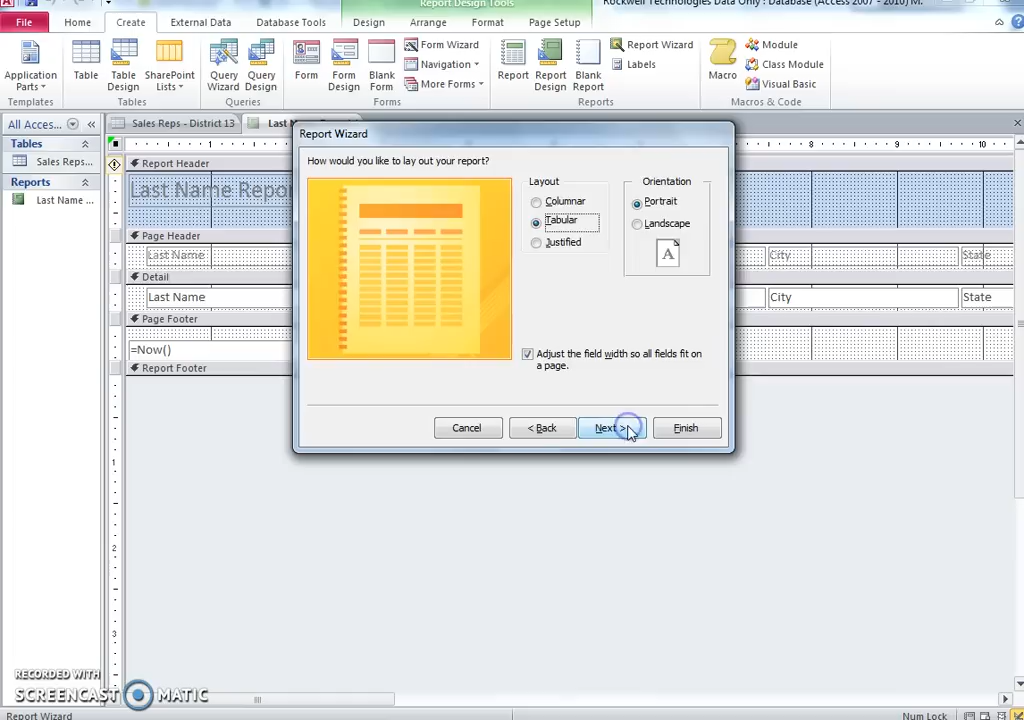 Report Design Tools
Rockwell Technologies Data Only : Database (Access 2007 - 2010) M.
File
Home
Create
External Data
Database Tools
Design
Arrange
Format
Page Setup
Application Parts
Templates
Table
Table Design
SharePoint Lists
Tables
Query Wizard
Query Design
Queries
Form
Form Design
Blank Form
Form Wizard
Navigation
More Forms
Forms
Report
Report Design
Blank Report
Report Wizard
Labels
Reports
Macro
Module
Class Module
Visual Basic
Macros & Code
All Acces...
Tables
Sales Reps...
Reports
Last Name ...
Sales Reps - District 13
Report Header
Last Name Repor
Page Header
Last Name
City
State
Detail
Last Name
City
State
Page Footer
=Now()
Report Footer
8
9
10
1
2
3
Report Wizard
How would you like to lay out your report?
Layout
Columnar
Tabular
Justified
Orientation
Portrait
Landscape
A
Adjust the field width so all fields fit on
a page.
Cancel
< Back
Next >
Finish
RECORDED WITH
SCREENCAST-O-MATIC
Report Wizard
Num Lock